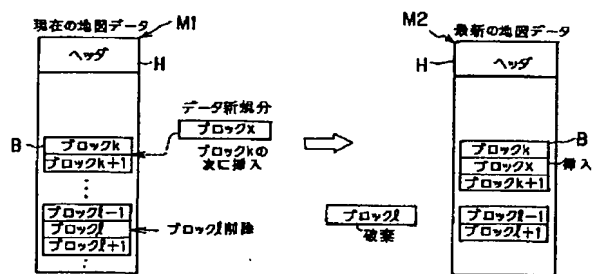 現在の地図データ
M1
ヘッダ
H
データ新規分
ブロックx
ブロックkの
次に挿入
B
ブロックk
ブロックk+1
⋮
ブロックl-1
ブロックl
ブロックl+1
⋮
ブロックl削除
ブロックl
破棄
M2
最新の地図データ
H
ヘッダ
B
ブロックk
ブロックx
挿入
ブロックk+1
ブロックl-1
ブロックl+1